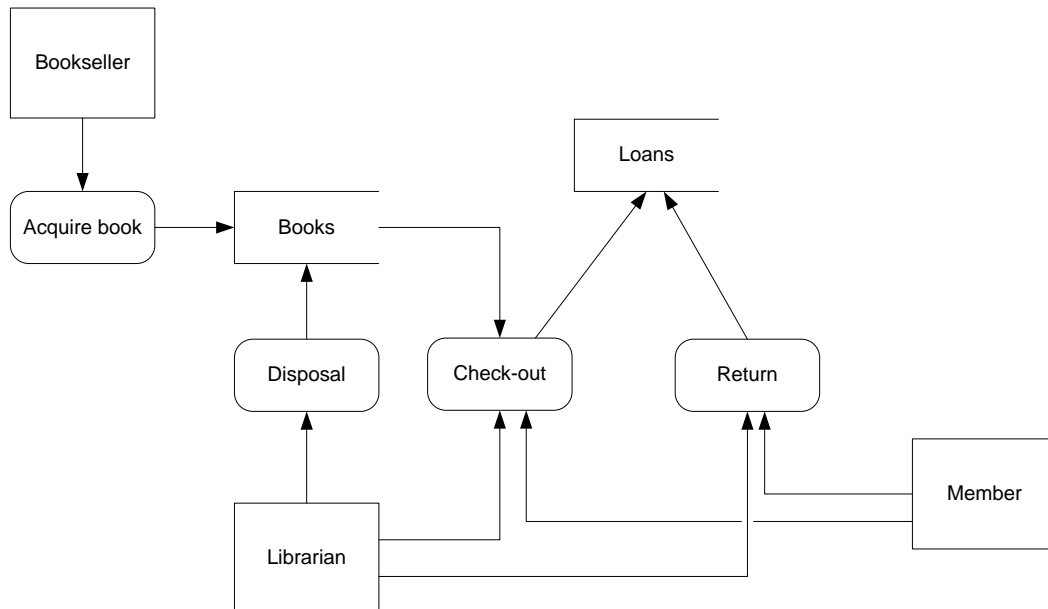 Bookseller
Loans
Acquire book
Books
Disposal
Check-out
Return
Member
Librarian